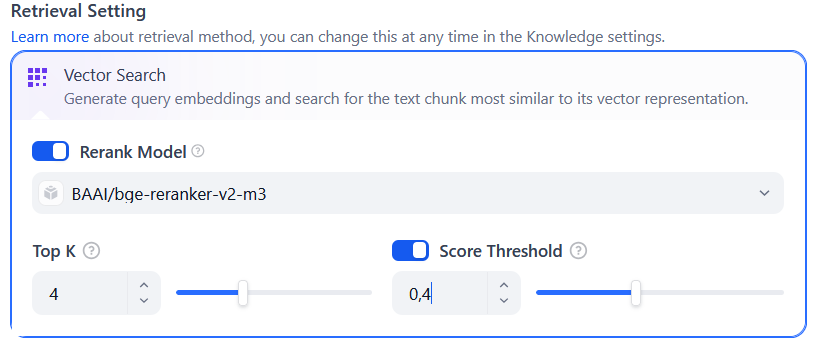 Retrieval Setting
Learn more about retrieval method, you can change this at any time in the Knowledge settings.
Vector Search
Generate query embeddings and search for the text chunk most similar to its vector representation.
Rerank Model ?
BAAI/bge-reranker-v2-m3
Top K ? Score Threshold ?
4 0,4